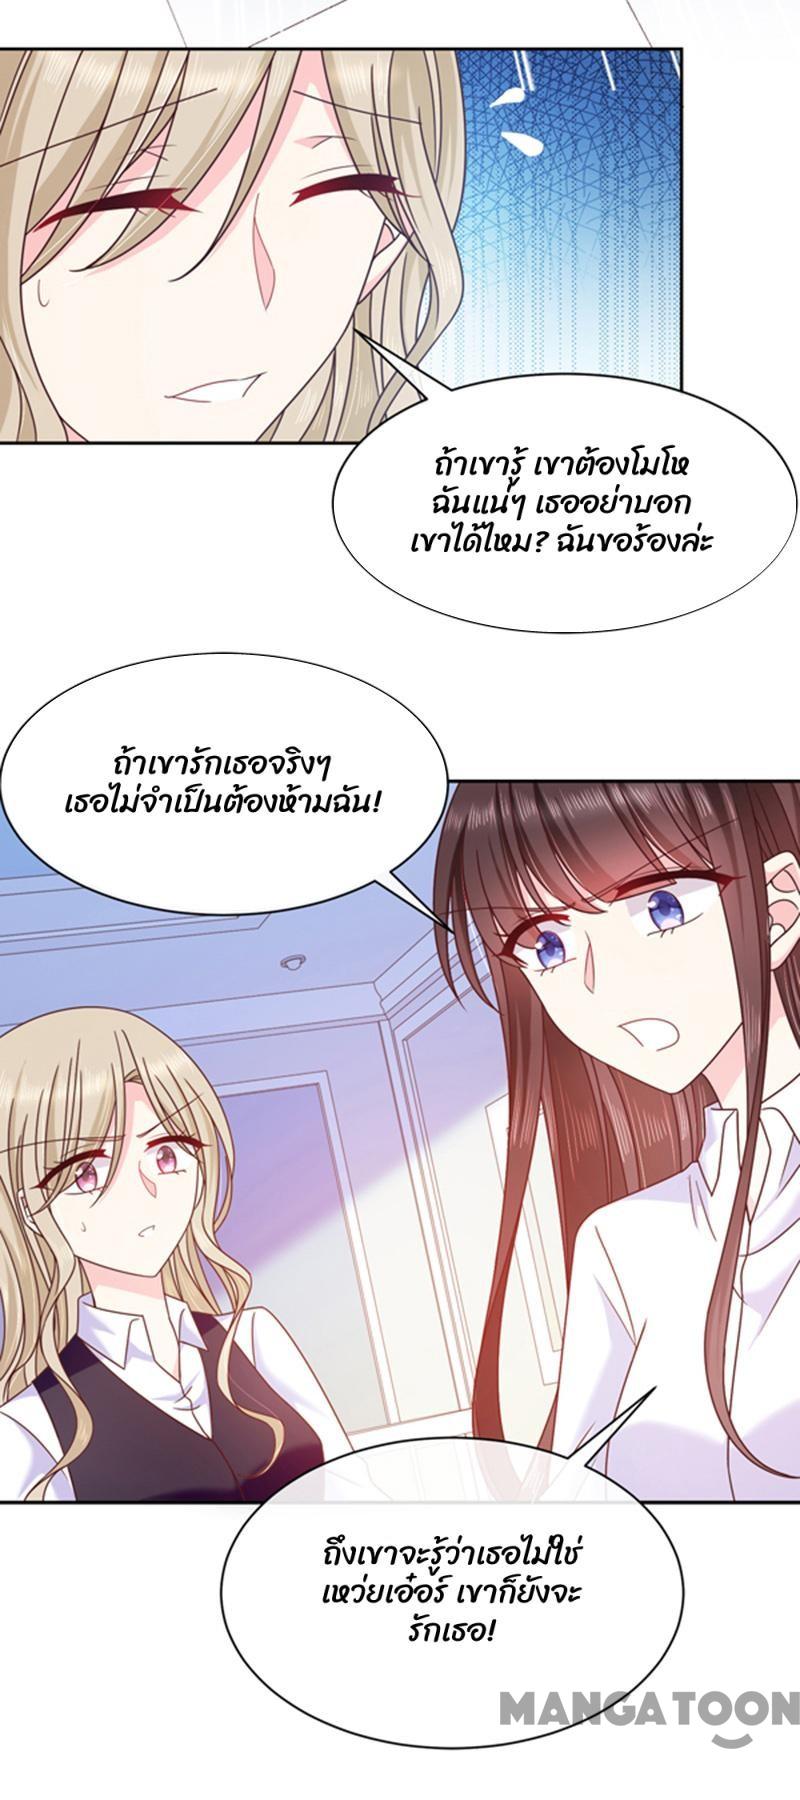 ถ้าเขารู้ เขาต้องโมโห
ฉันแน่ๆ เธออย่าบอก
เขาได้ไหม? ฉันขอร้องล่ะ
ถ้าเขารักเธอจริงๆ
เธอไม่จำเป็นต้องห้ามฉัน!
ถึงเขาจะรู้ว่าเธอไม่ใช่
เหว่ยเอ๋อร์ เขาก็ยังจะ
รักเธอ!
MANGATOON